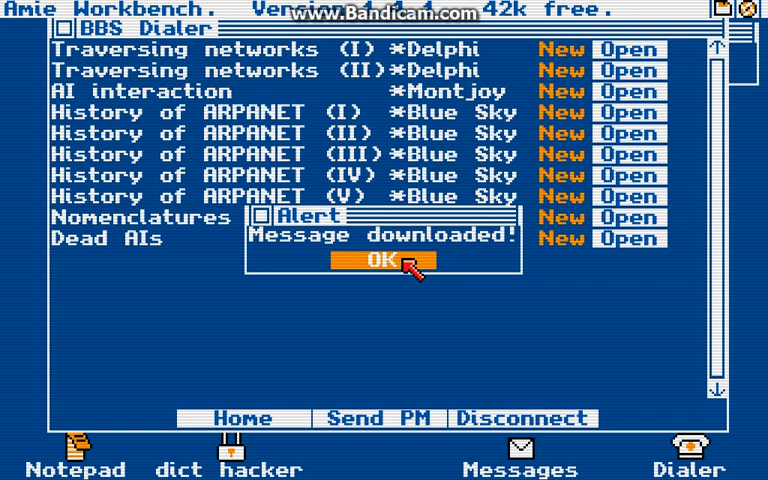 Amie Workbench. Version 42k free.
www.Bandicam.com
BBS Dialer
Traversing networks (I) *Delphi New Open
Traversing networks (II) *Delphi New Open
AI interaction *Montjoy New Open
History of ARPANET (I) *Blue Sky New Open
History of ARPANET (II) *Blue Sky New Open
History of ARPANET (III) *Blue Sky New Open
History of ARPANET (IV) *Blue Sky New Open
History of ARPANET (V) *Blue Sky New Open
Nomenclatures New Open
Alert
Message downloaded!
Dead AIs New Open
OK
Home Send PM Disconnect
Notepad dict hacker Messages Dialer